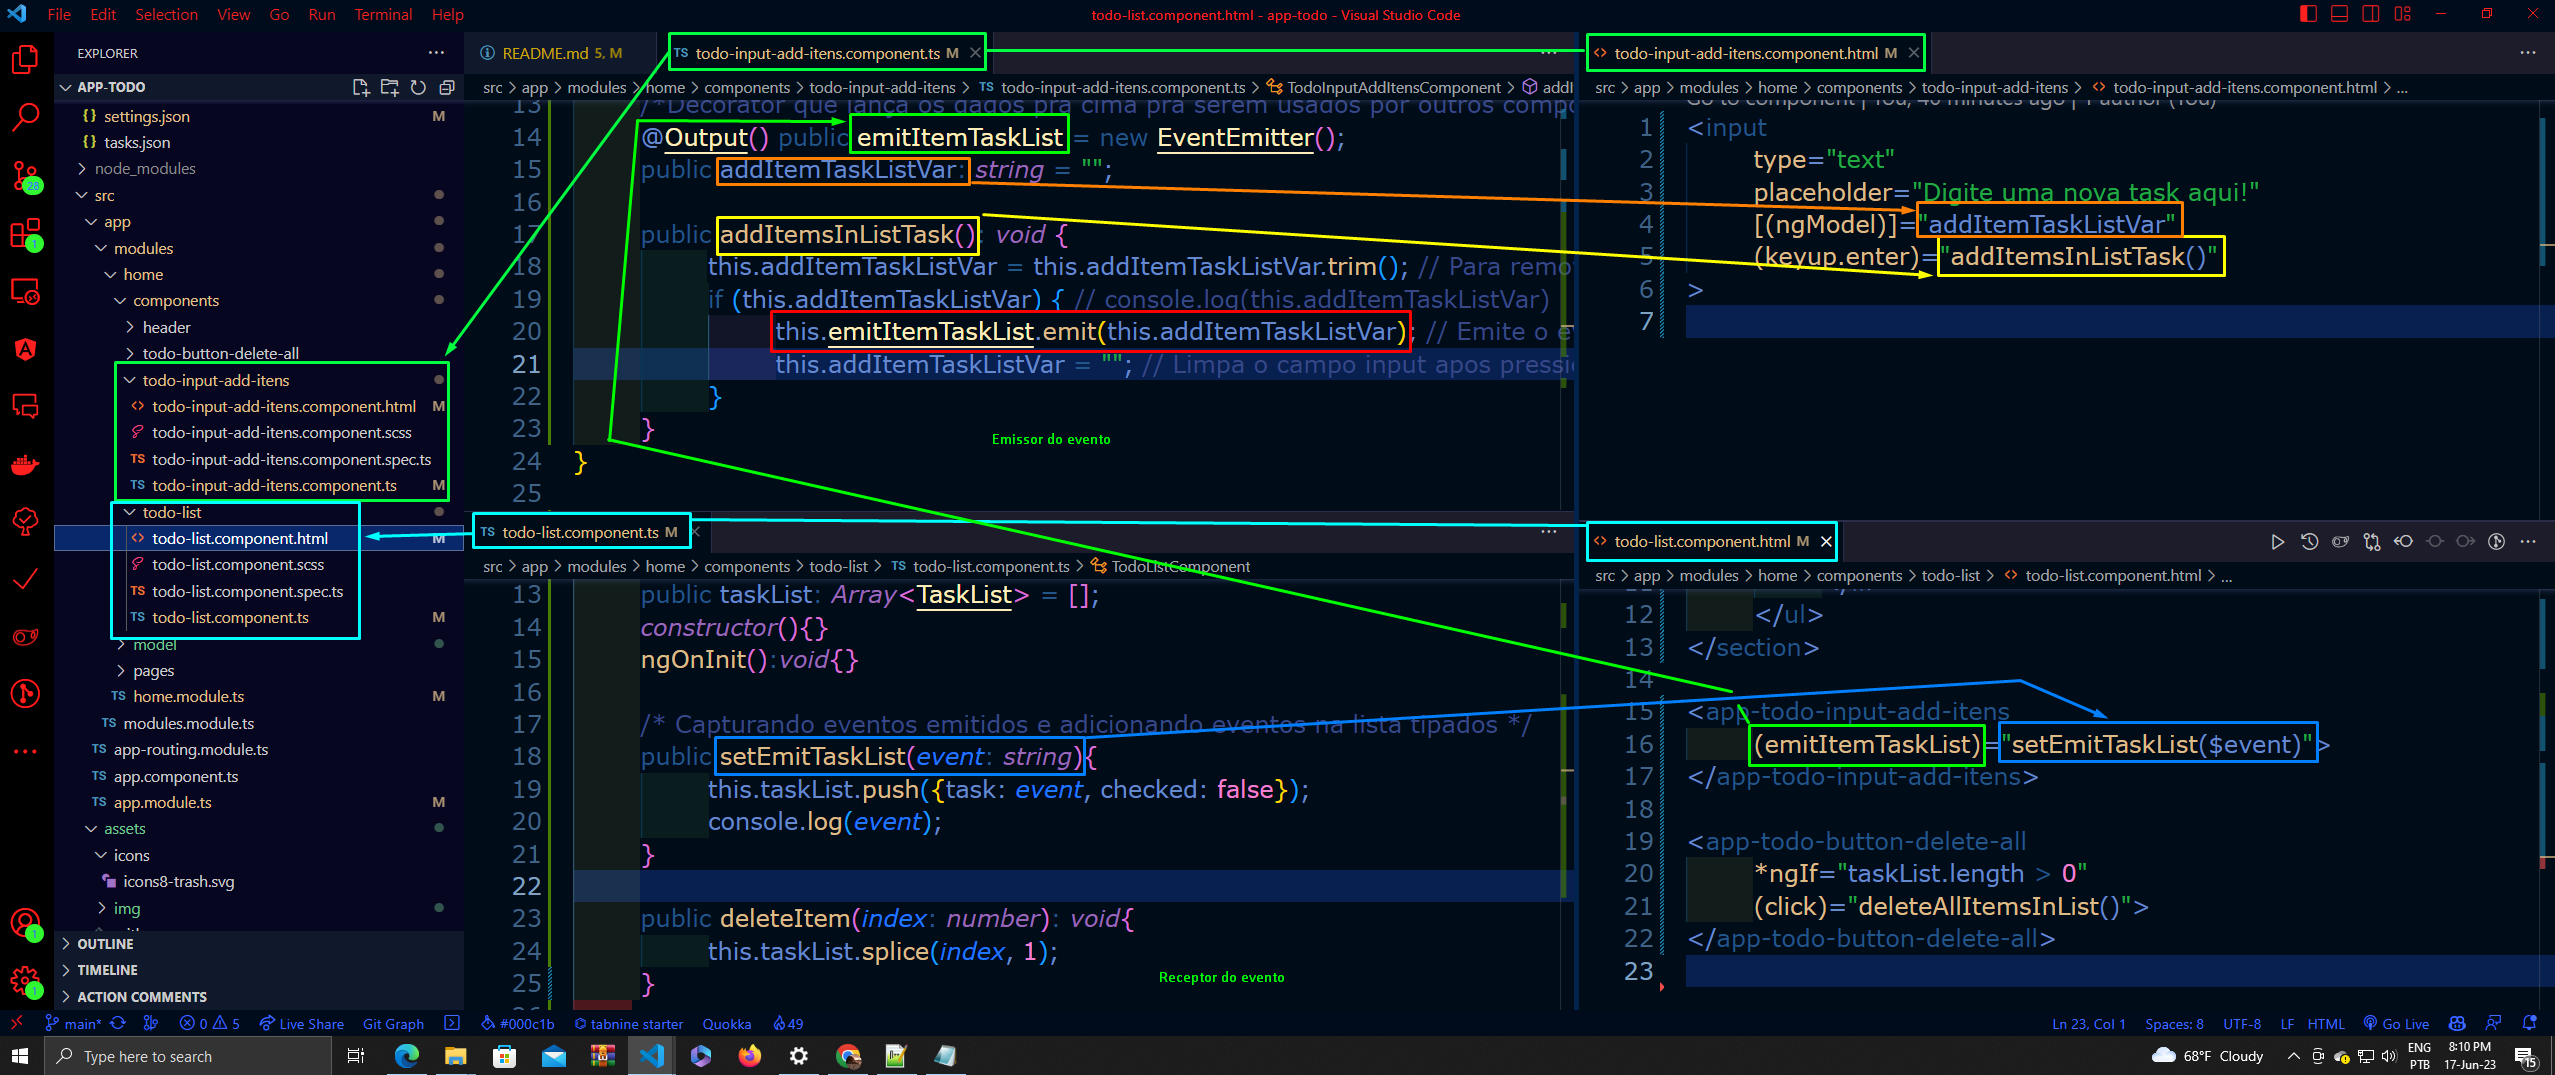 File Edit Selection View Go Run Terminal Help
todo-list.component.html - app-todo - Visual Studio Code
EXPLORER
APP-TODO
settings.json M
tasks.json
node_modules
src
app
modules
home
components
header
todo-button-delete-all
todo-input-add-itens
todo-input-add-itens.component.html M
todo-input-add-itens.component.scss
todo-input-add-itens.component.spec.ts
todo-input-add-itens.component.ts M
todo-list
todo-list.component.html M
todo-list.component.scss
todo-list.component.spec.ts
todo-list.component.ts M
model
pages
home.module.ts M
modules.module.ts
app-routing.module.ts
app.component.ts
app.module.ts M
assets
icons
icons8-trash.svg
img
OUTLINE
TIMELINE
ACTION COMMENTS
28
1
1
1
README.md 5, M
TS todo-input-add-itens.component.ts M
src > app > modules > home > components > todo-input-add-itens > TS todo-input-add-itens.component.ts > TodoInputAddItensComponent > addI
13 /*Decorator que lança os dados pra cima pra serem usados por outros comp
14 @Output() public emitItemTaskList = new EventEmitter();
15 public addItemTaskListVar: string = "";
16
17 public addItemsInListTask(): void {
18 this.addItemTaskListVar = this.addItemTaskListVar.trim(); // Para remo
19 if (this.addItemTaskListVar) { // console.log(this.addItemTaskListVar)
20 this.emitItemTaskList.emit(this.addItemTaskListVar); // Emite o e
21 this.addItemTaskListVar = ""; // Limpa o campo input apos pressi
22 }
23 }
Emissor do evento
24 }
25
<> todo-input-add-itens.component.html M
src > app > modules > home > components > todo-input-add-itens > <> todo-input-add-itens.component.html > ...
Go to component | You, 40 minutes ago | 1 author (You)
1 <input
2 type="text"
3 placeholder="Digite uma nova task aqui!"
4 [(ngModel)]="addItemTaskListVar"
5 (keyup.enter)="addItemsInListTask()"
6 >
7
TS todo-list.component.ts M
src > app > modules > home > components > todo-list > TS todo-list.component.ts > TodoListComponent
13 public taskList: Array<TaskList> = [];
14 constructor(){}
15 ngOnInit():void{}
16
17 /* Capturando eventos emitidos e adicionando eventos na lista tipados */
18 public setEmitTaskList(event: string){
19 this.taskList.push({task: event, checked: false});
20 console.log(event);
21 }
22
23 public deleteItem(index: number): void{
24 this.taskList.splice(index, 1);
25 }
Receptor do evento
<> todo-list.component.html M
src > app > modules > home > components > todo-list > <> todo-list.component.html > ...
12 </ul>
13 </section>
14
15 <app-todo-input-add-itens
16 (emitItemTaskList)="setEmitTaskList($event)">
17 </app-todo-input-add-itens>
18
19 <app-todo-button-delete-all
20 *ngIf="taskList.length > 0"
21 (click)="deleteAllItemsInList()">
22 </app-todo-button-delete-all>
23
main* 0 5 Live Share Git Graph #000c1b tabnine starter Quokka 49
Ln 23, Col 1 Spaces: 8 UTF-8 LF HTML Go Live
Type here to search
68°F Cloudy
ENG
PTB
8:10 PM
17-Jun-23
15